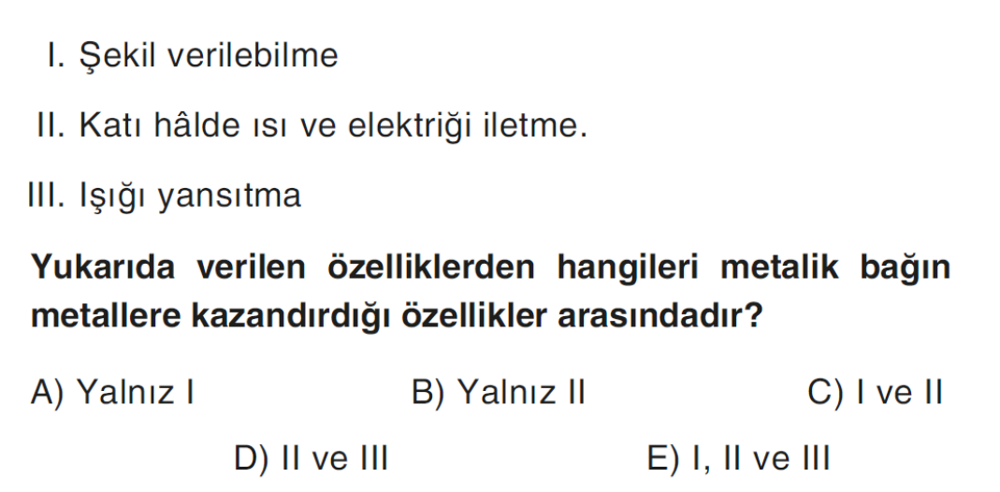 I. Şekil verilebilme
II. Katı hâlde ısı ve elektriği iletme.
III. Işığı yansıtma
Yukarıda verilen özelliklerden hangileri metalik bağın
metallere kazandırdığı özellikler arasındadır?
A) Yalnız I B) Yalnız II C) I ve II
D) II ve III E) I, II ve III